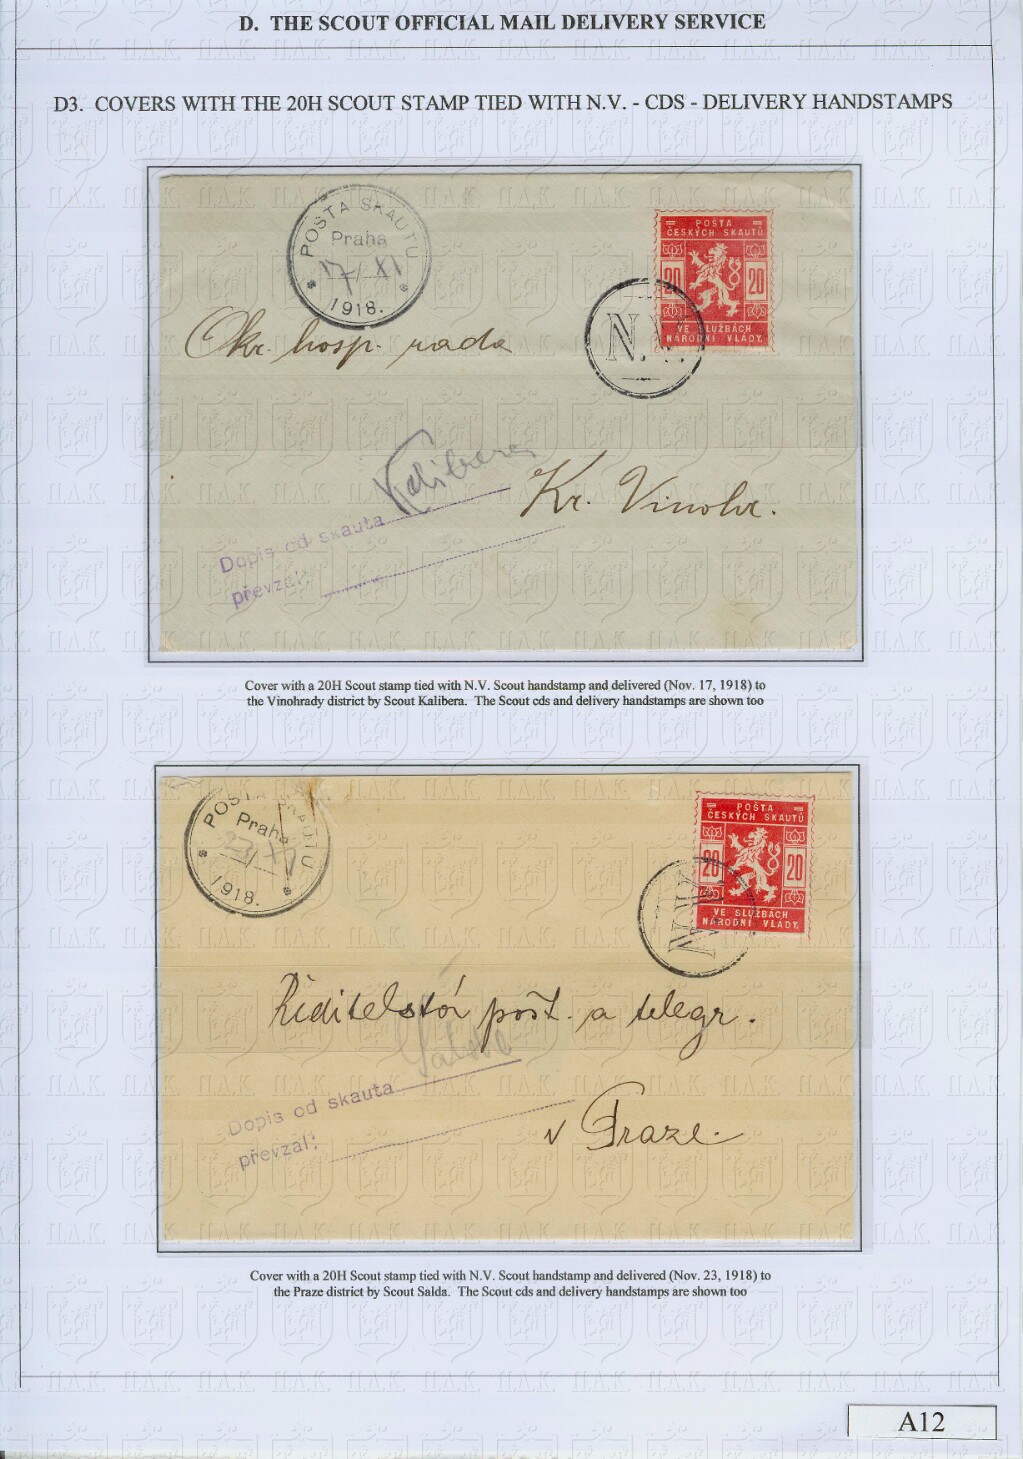 D. THE SCOUT OFFICIAL MAIL DELIVERY SERVICE
D3. COVERS WITH THE 20H SCOUT STAMP TIED WITH N.V. - CDS - DELIVERY HANDSTAMPS
POŠTA SKAUTŮ
Praha
17/XI
1918.
POŠTA
ČESKÝCH SKAUTŮ
20 20
VE SLUŽBÁCH
NÁRODNÍ VLÁDY.
N.V.
Okr. hosp. rada
Kalibera
Kr. Vinohr.
Dopis od skauta
převzal:
Cover with a 20H Scout stamp tied with N.V. Scout handstamp and delivered (Nov. 17, 1918) to
the Vinohrady district by Scout Kalibera. The Scout cds and delivery handstamps are shown too
POŠTA SKAUTŮ
Praha
23/XI
1918.
POŠTA
ČESKÝCH SKAUTŮ
20 20
VE SLUŽBÁCH
NÁRODNÍ VLÁDY.
N.V.
Ředitelství pošt. a telegr.
Dopis od skauta
v Praze.
převzal:
Cover with a 20H Scout stamp tied with N.V. Scout handstamp and delivered (Nov. 23, 1918) to
the Praze district by Scout Salda. The Scout cds and delivery handstamps are shown too
A12